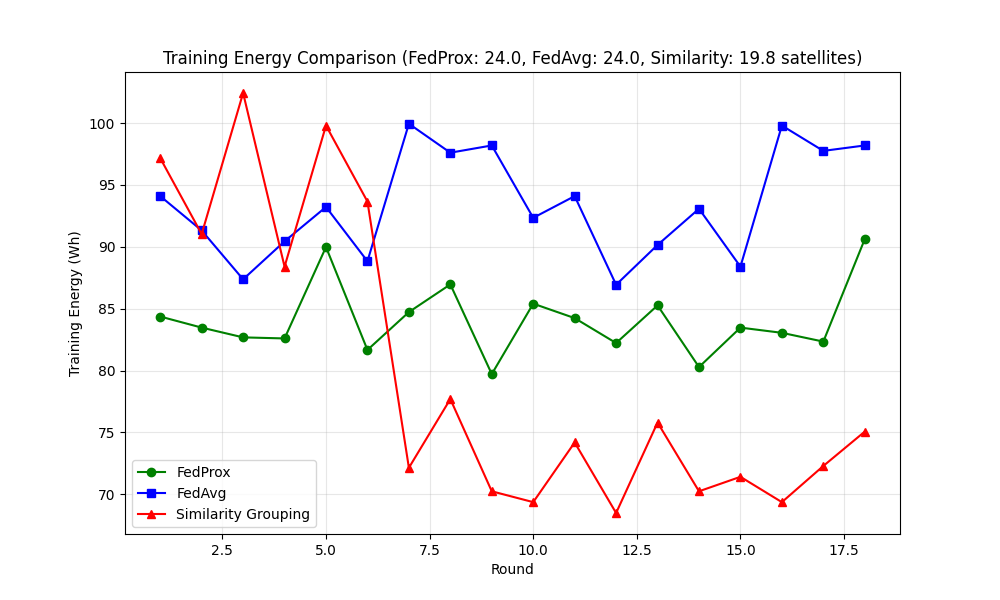 Training Energy Comparison (FedProx: 24.0, FedAvg: 24.0, Similarity: 19.8 satellites)
Training Energy (Wh)
100
95
90
85
80
75
70
FedProx
FedAvg
Similarity Grouping
2.5 5.0 7.5 10.0 12.5 15.0 17.5
Round